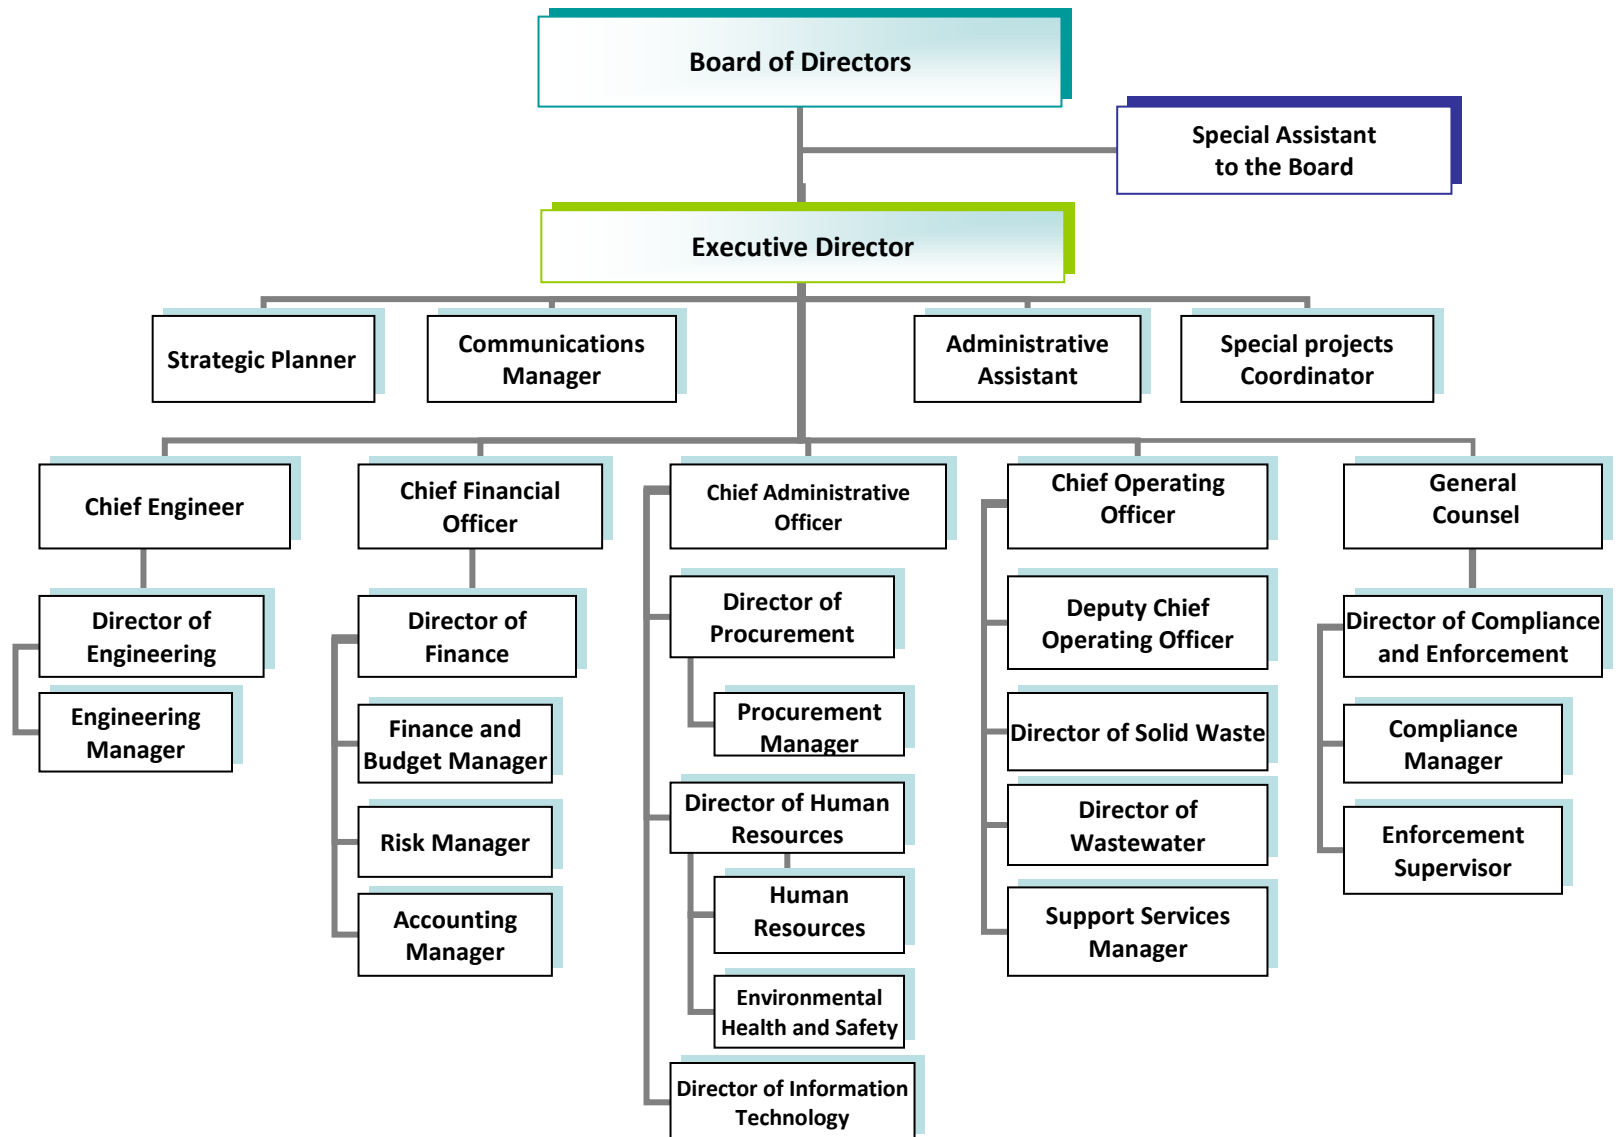 Board of Directors
Special Assistant
to the Board
Executive Director
Strategic Planner
Communications
Manager
Administrative
Assistant
Special projects
Coordinator
Chief Engineer
Chief Financial
Officer
Chief Administrative
Officer
Chief Operating
Officer
General
Counsel
Director of
Engineering
Engineering
Manager
Director of
Finance
Finance and
Budget Manager
Risk Manager
Accounting
Manager
Director of
Procurement
Procurement
Manager
Director of Human
Resources
Human
Resources
Environmental
Health and Safety
Director of Information
Technology
Deputy Chief
Operating Officer
Director of Solid Waste
Director of
Wastewater
Support Services
Manager
Director of Compliance
and Enforcement
Compliance
Manager
Enforcement
Supervisor